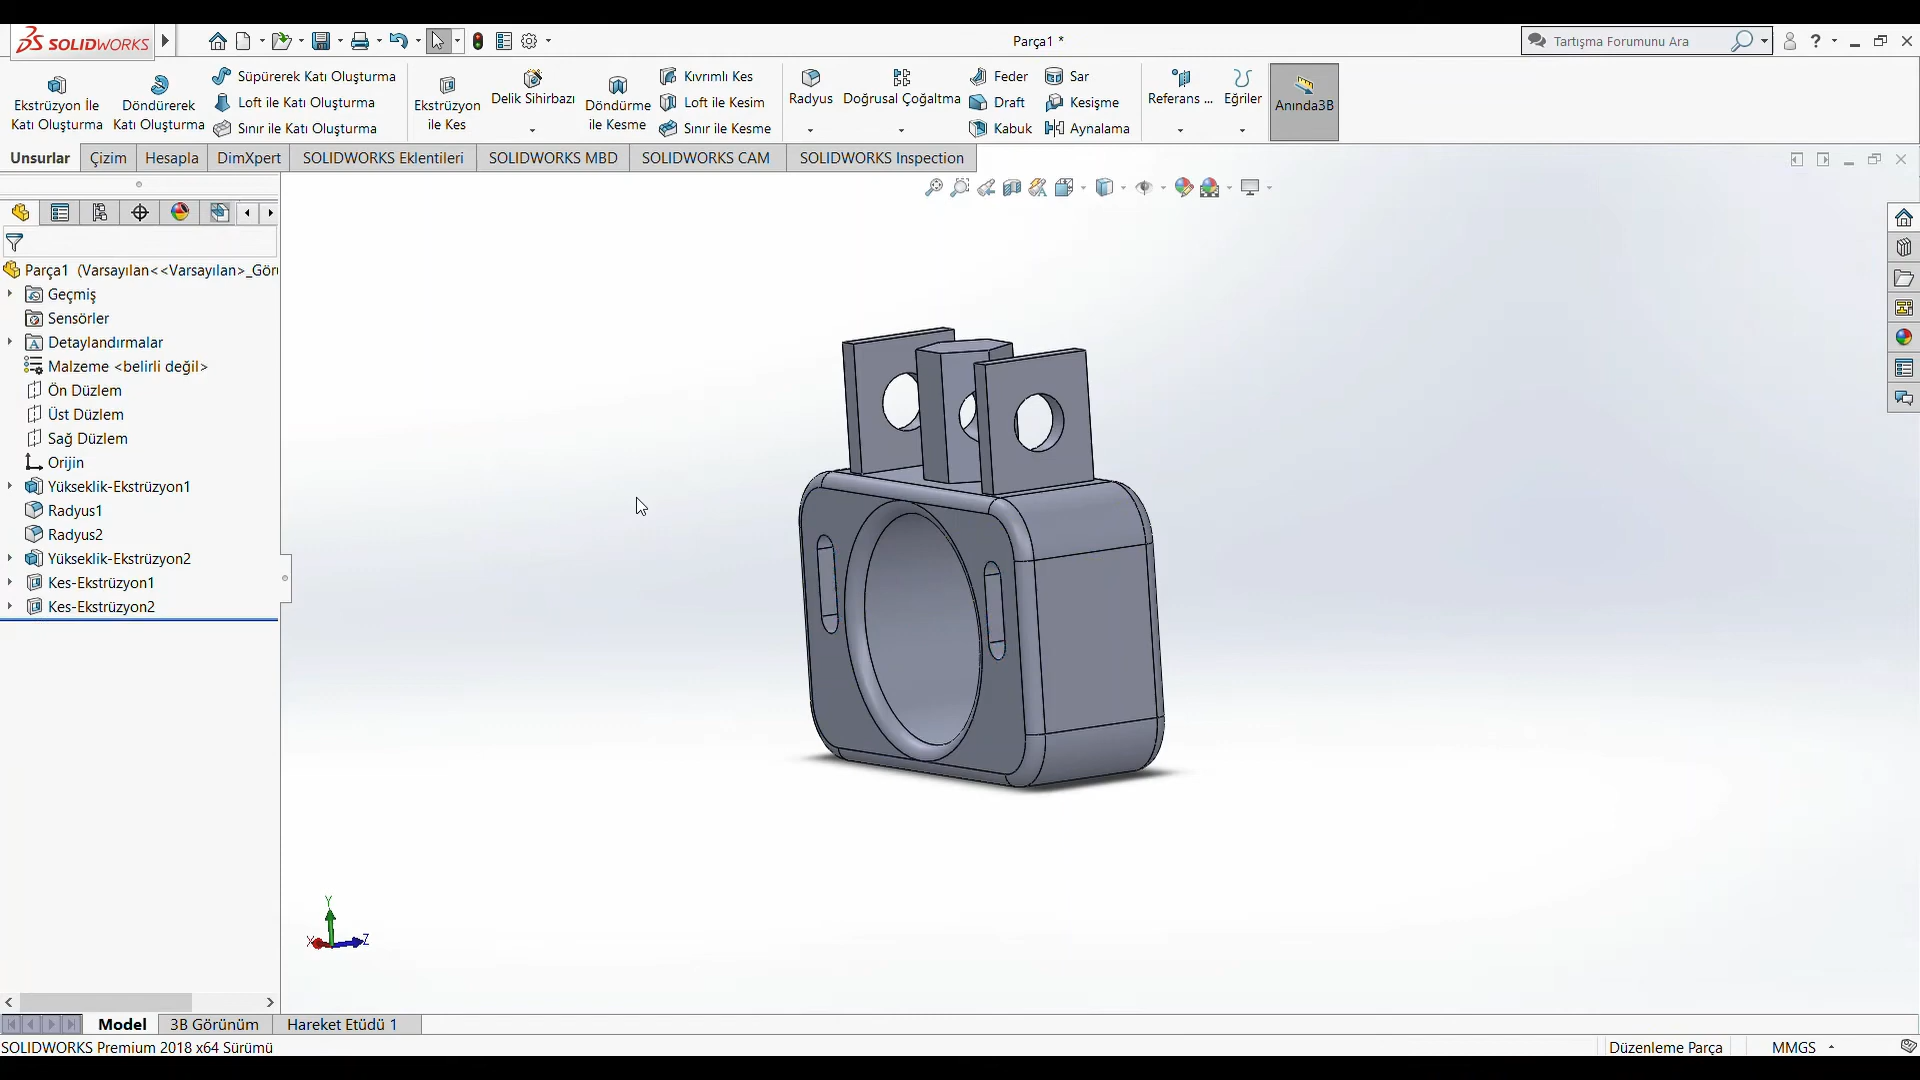 SOLIDWORKS
Parça1 *
Tartışma Forumunu Ara
Ekstrüzyon İle
Katı Oluşturma
Döndürerek
Katı Oluşturma
Süpürerek Katı Oluşturma
Loft ile Katı Oluşturma
Sınır ile Katı Oluşturma
Ekstrüzyon
ile Kes
Delik Sihirbazı
Döndürme
ile Kesme
Kıvrımlı Kes
Loft ile Kesim
Sınır ile Kesme
Radyus
Doğrusal Çoğaltma
Feder
Draft
Kabuk
Sar
Kesişme
Aynalama
Referans ...
Eğriler
Anında3B
Unsurlar
Çizim
Hesapla
DimXpert
SOLIDWORKS Eklentileri
SOLIDWORKS MBD
SOLIDWORKS CAM
SOLIDWORKS Inspection
Parça1 (Varsayılan<<Varsayılan>_Görü
Geçmiş
Sensörler
Detaylandırmalar
Malzeme <belirli değil>
Ön Düzlem
Üst Düzlem
Sağ Düzlem
Orijin
Yükseklik-Ekstrüzyon1
Radyus1
Radyus2
Yükseklik-Ekstrüzyon2
Kes-Ekstrüzyon1
Kes-Ekstrüzyon2
Y
X
Z
Model
3B Görünüm
Hareket Etüdü 1
SOLIDWORKS Premium 2018 x64 Sürümü
Düzenleme Parça
MMGS